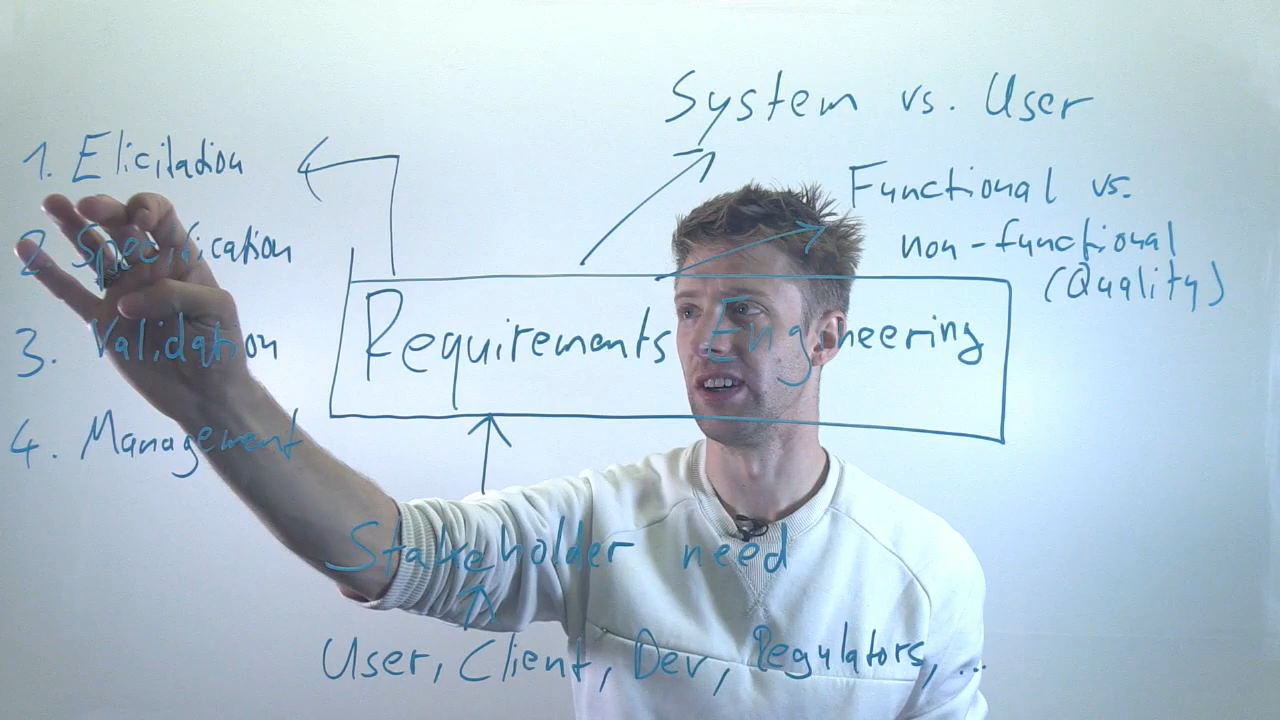 System vs. User
1. Elicitation
Functional vs.
non-functional
(Quality)
2 Specification
3. Validation
Requirements Engineering
4. Management
Stakeholder need
User, Client, Dev, Regulators, ...